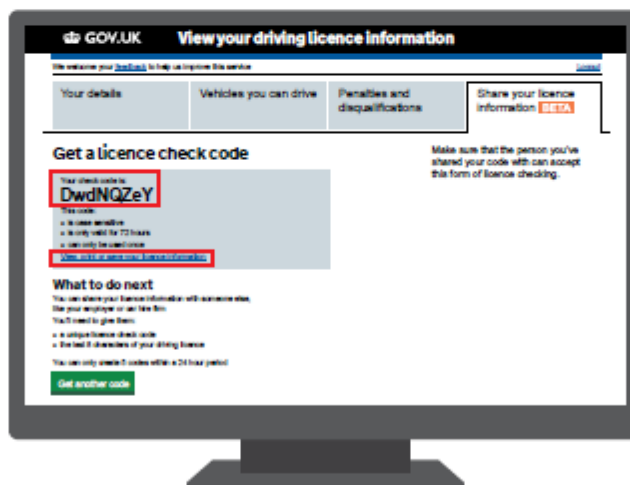 GOV.UK View your driving licence information
We welcome your feedback to help us improve this service Logout
Your details
Vehicles you can drive
Penalties and
disqualifications
Share your licence
information BETA
Get a licence check code
Your check code is:
DwdNQZeY
This code:
• is case sensitive
• is only valid for 72 hours
• can only be used once
Make sure that the person you've
shared your code with can accept
this form of licence checking.
What to do next
You can share your licence information with someone else,
like your employer or car hire firm
You'll need to give them:
• a unique licence check code
• the last 8 characters of your driving licence
You can only create 5 codes within a 24 hour period
Get another code